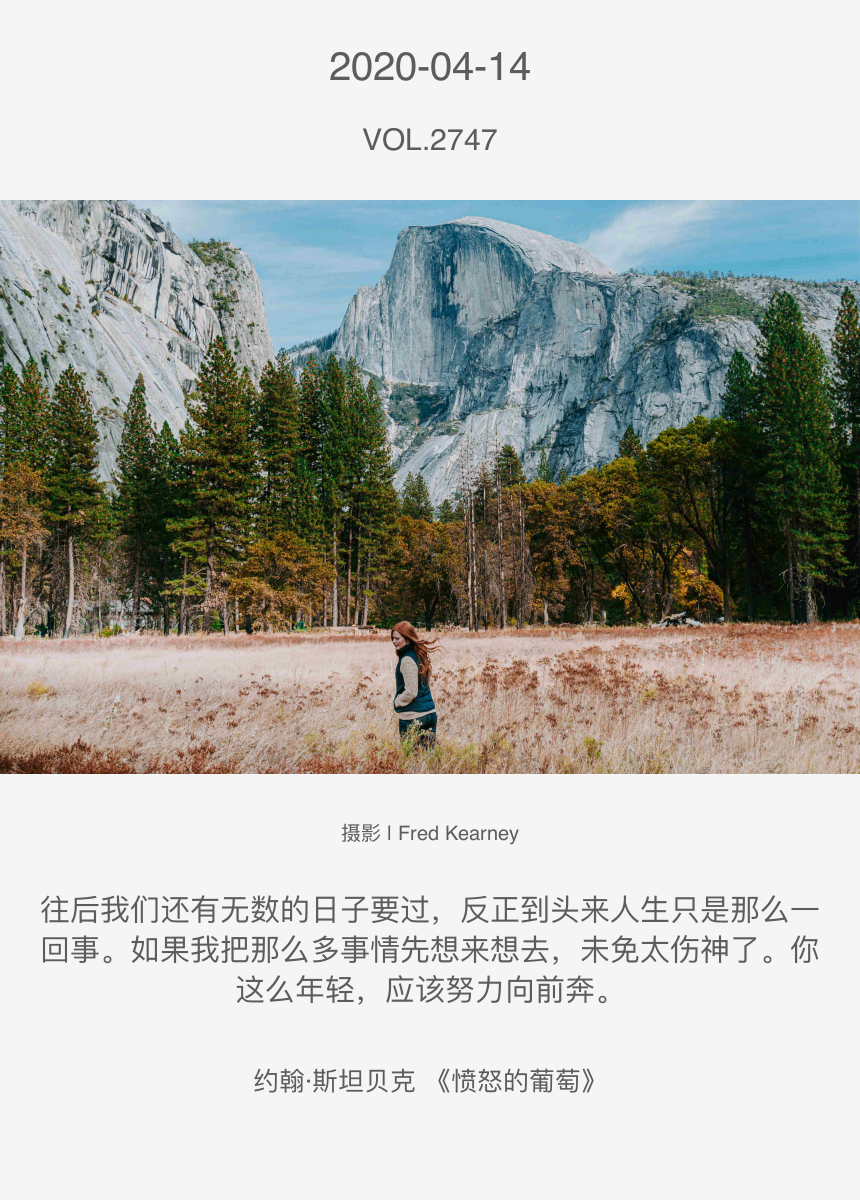 2020-04-14
VOL.2747
摄影 l Fred Kearney
往后我们还有无数的日子要过，反正到头来人生只是那么一
回事。如果我把那么多事情先想来想去，未免太伤神了。你
这么年轻，应该努力向前奔。
约翰·斯坦贝克 《愤怒的葡萄》